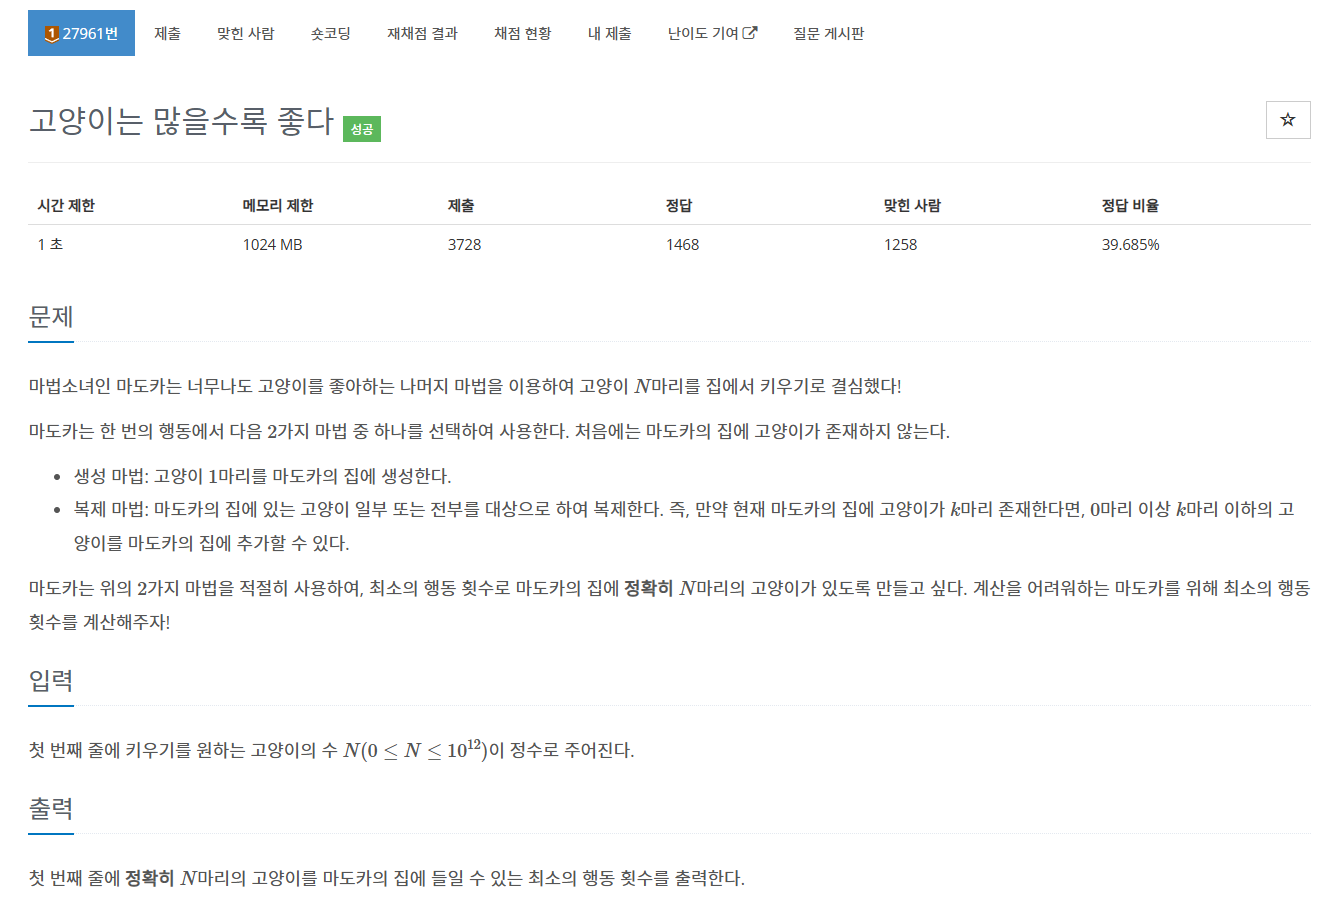 1 27961번 제출 맞힌 사람 숏코딩 재채점 결과 채점 현황 내 제출 난이도 기여 질문 게시판
고양이는 많을수록 좋다 성공
시간 제한 메모리 제한 제출 정답 맞힌 사람 정답 비율
1 초 1024 MB 3728 1468 1258 39.685%
문제
마법소녀인 마도카는 너무나도 고양이를 좋아하는 나머지 마법을 이용하여 고양이 N마리를 집에서 키우기로 결심했다!
마도카는 한 번의 행동에서 다음 2가지 마법 중 하나를 선택하여 사용한다. 처음에는 마도카의 집에 고양이가 존재하지 않는다.
• 생성 마법: 고양이 1마리를 마도카의 집에 생성한다.
• 복제 마법: 마도카의 집에 있는 고양이 일부 또는 전부를 대상으로 하여 복제한다. 즉, 만약 현재 마도카의 집에 고양이가 k마리 존재한다면, 0마리 이상 k마리 이하의 고
양이를 마도카의 집에 추가할 수 있다.
마도카는 위의 2가지 마법을 적절히 사용하여, 최소의 행동 횟수로 마도카의 집에 정확히 N마리의 고양이가 있도록 만들고 싶다. 계산을 어려워하는 마도카를 위해 최소의 행동
횟수를 계산해주자!
입력
첫 번째 줄에 키우기를 원하는 고양이의 수 N(0 ≤ N ≤ 10¹²)이 정수로 주어진다.
출력
첫 번째 줄에 정확히 N마리의 고양이를 마도카의 집에 들일 수 있는 최소의 행동 횟수를 출력한다.